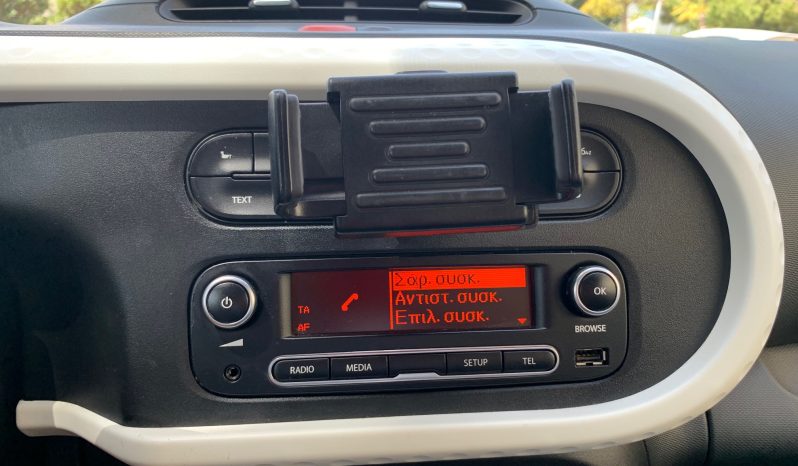 TEXT
TA
AF
Σαρ. συσκ.
Αντιστ. συσκ.
Επιλ. συσκ.
OK
BROWSE
RADIO
MEDIA
SETUP
TEL